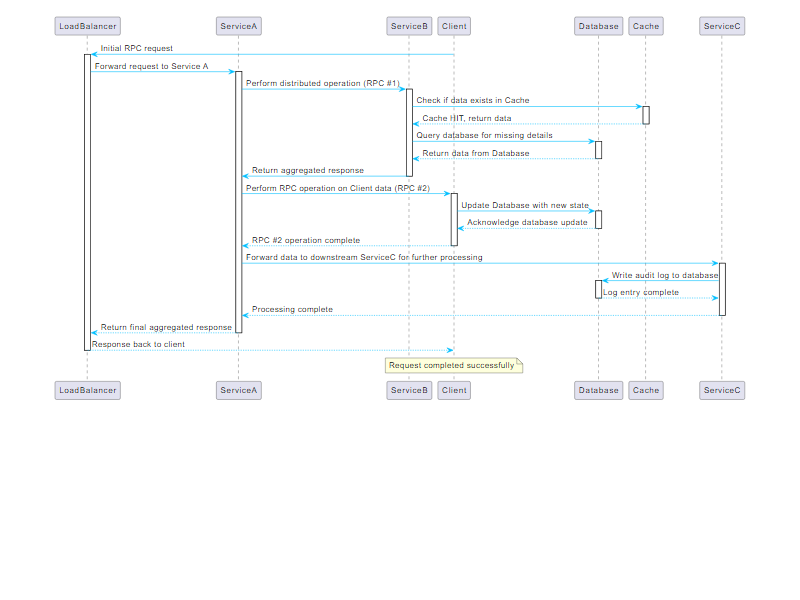 LoadBalancer ServiceA ServiceB Client Database Cache ServiceC
Initial RPC request
Forward request to Service A
Perform distributed operation (RPC #1)
Check if data exists in Cache
Cache HIT, return data
Query database for missing details
Return data from Database
Return aggregated response
Perform RPC operation on Client data (RPC #2)
Update Database with new state
Acknowledge database update
RPC #2 operation complete
Forward data to downstream ServiceC for further processing
Write audit log to database
Log entry complete
Processing complete
Return final aggregated response
Response back to client
Request completed successfully
LoadBalancer ServiceA ServiceB Client Database Cache ServiceC